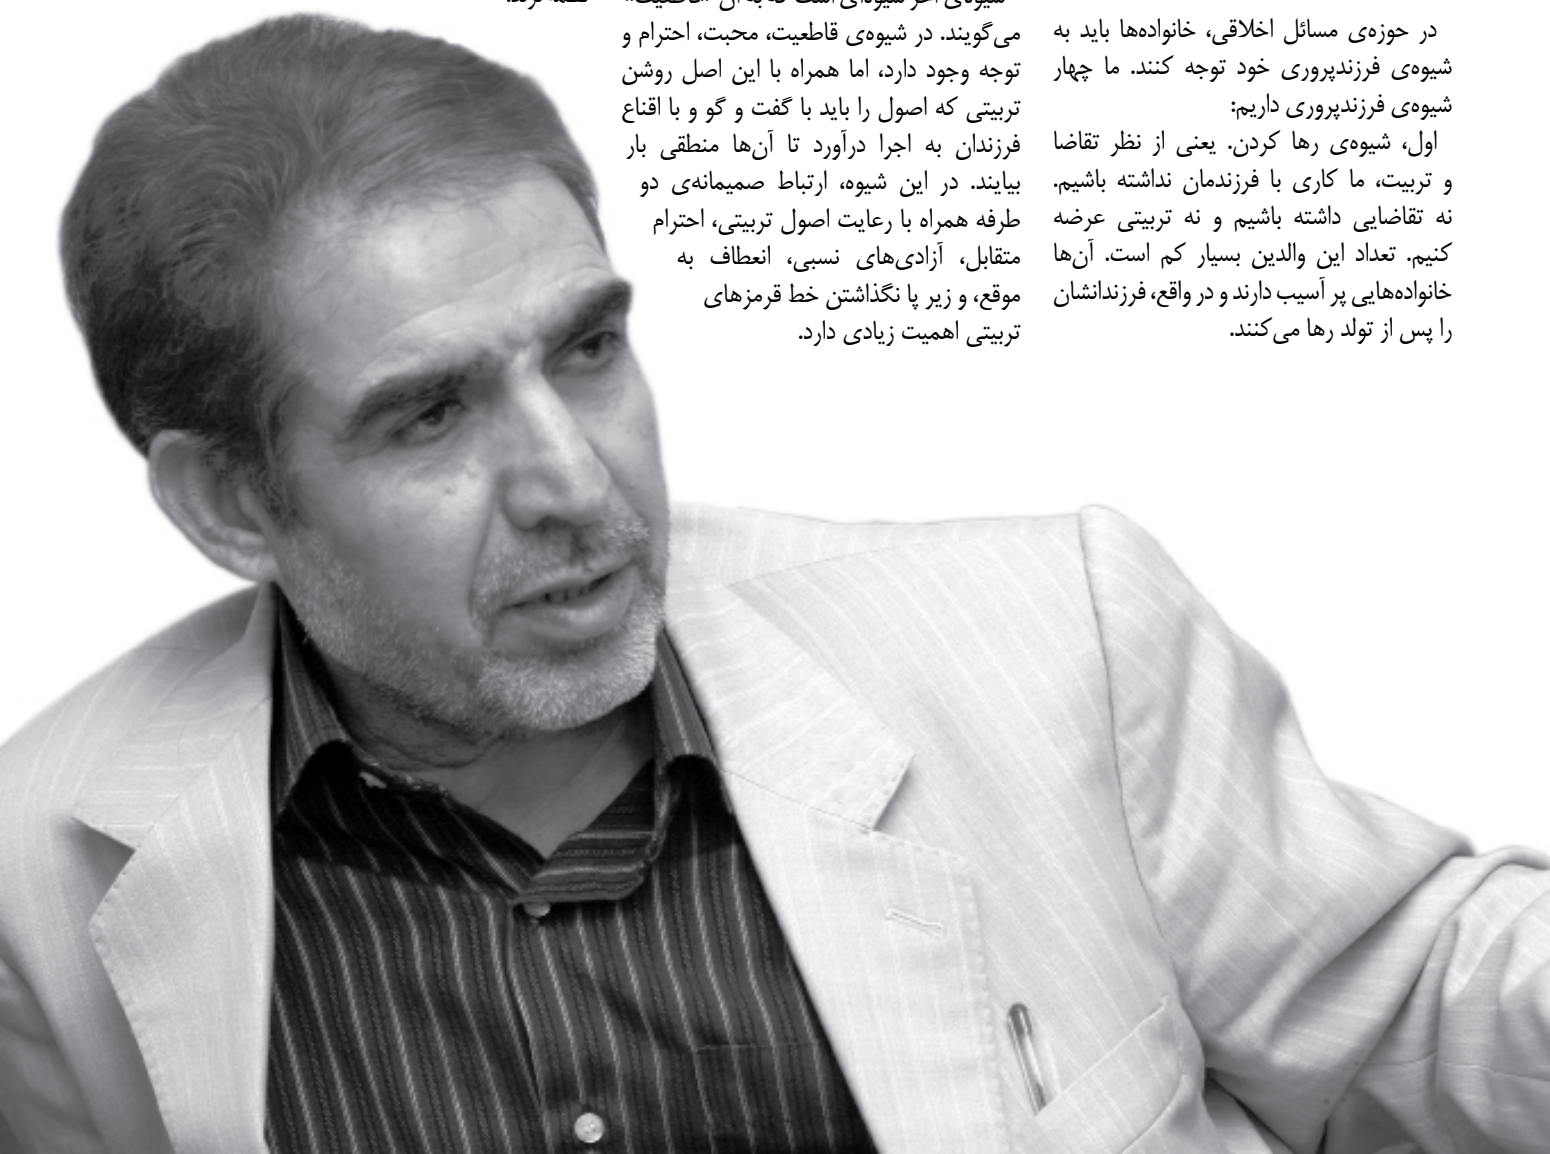 در حوزه‌ی مسائل اخلاقی، خانواده‌ها باید به
شیوه‌ی فرزندپروری خود توجه کنند. ما چهار
شیوه‌ی فرزندپروری داریم:
اول، شیوه‌ی رها کردن. یعنی از نظر تقاضا
و تربیت، ما کاری با فرزندمان نداشته باشیم.
نه تقاضایی داشته باشیم و نه تربیتی عرضه
کنیم. تعداد این والدین بسیار کم است. آن‌ها
خانواده‌هایی پر آسیب دارند و در واقع، فرزندانشان
را پس از تولد رها می‌کنند.
می‌گویند. در شیوه‌ی قاطعیت، محبت، احترام و
توجه وجود دارد، اما همراه با این اصل روشن
تربیتی که اصول را باید با گفت و گو و با اقناع
فرزندان به اجرا درآورد تا آن‌ها منطقی بار
بیایند. در این شیوه، ارتباط صمیمانه‌ی دو
طرفه همراه با رعایت اصول تربیتی، احترام
متقابل، آزادی‌های نسبی، انعطاف به
موقع، و زیر پا نگذاشتن خط قرمزهای
تربیتی اهمیت زیادی دارد.